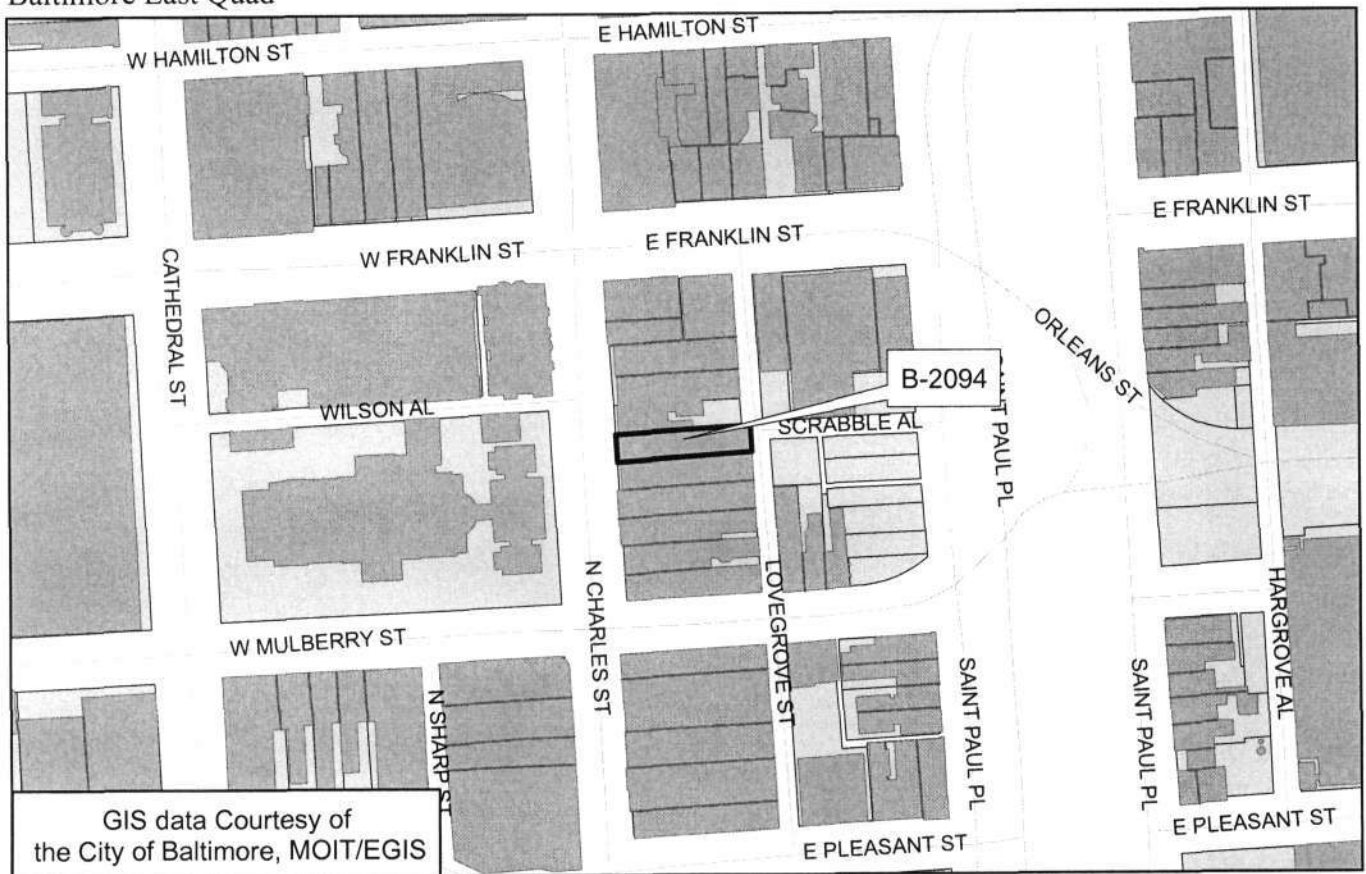 Baltimore East Quad
W HAMILTON ST
E HAMILTON ST
W FRANKLIN ST
E FRANKLIN ST
E FRANKLIN ST
CATHEDRAL ST
ORLEANS ST
B-2094
WILSON AL
SCRABBLE AL
SAINT PAUL PL
N CHARLES ST
LOVEGROVE ST
HARGROVE AL
W MULBERRY ST
N SHARP ST
SAINT PAUL PL
SAINT PAUL PL
E PLEASANT ST
E PLEASANT ST
GIS data Courtesy of
the City of Baltimore, MOIT/EGIS